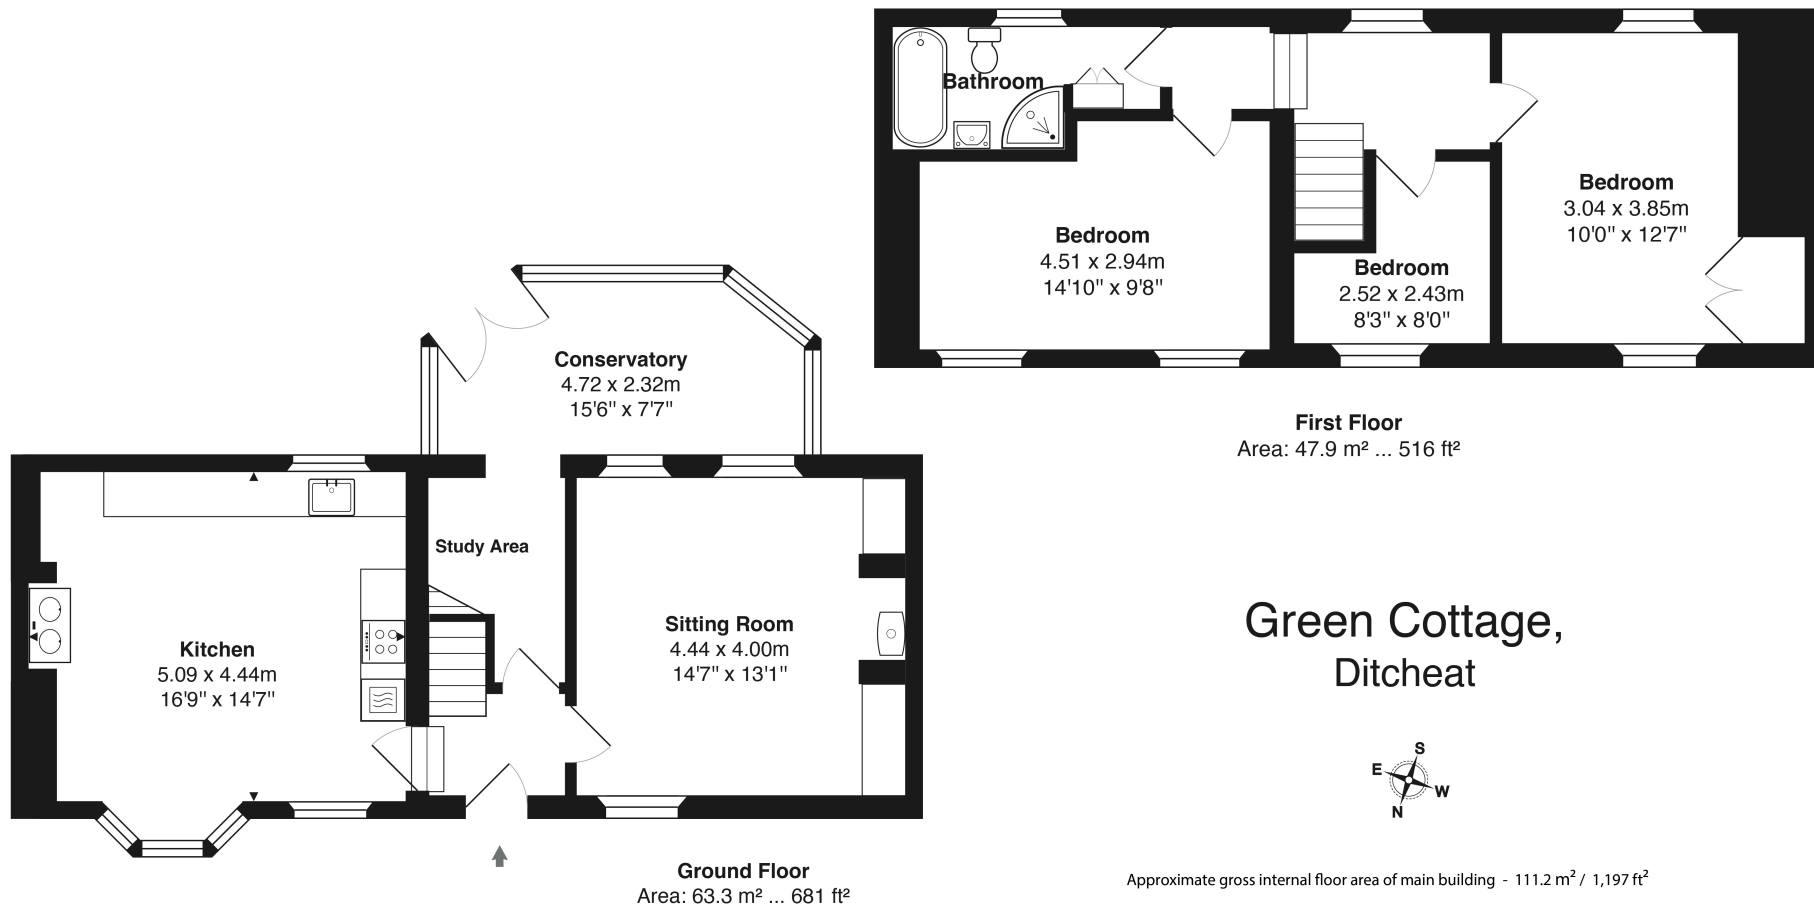 Bathroom
Bedroom
4.51 x 2.94m
14'10" x 9'8"
Bedroom
2.52 x 2.43m
8'3" x 8'0"
Bedroom
3.04 x 3.85m
10'0" x 12'7"
First Floor
Area: 47.9 m² ... 516 ft²
Conservatory
4.72 x 2.32m
15'6" x 7'7"
Study Area
Kitchen
5.09 x 4.44m
16'9" x 14'7"
Sitting Room
4.44 x 4.00m
14'7" x 13'1"
Ground Floor
Area: 63.3 m² ... 681 ft²
Green Cottage,
Ditcheat
S
E
W
N
Approximate gross internal floor area of main building - 111.2 m² / 1,197 ft²